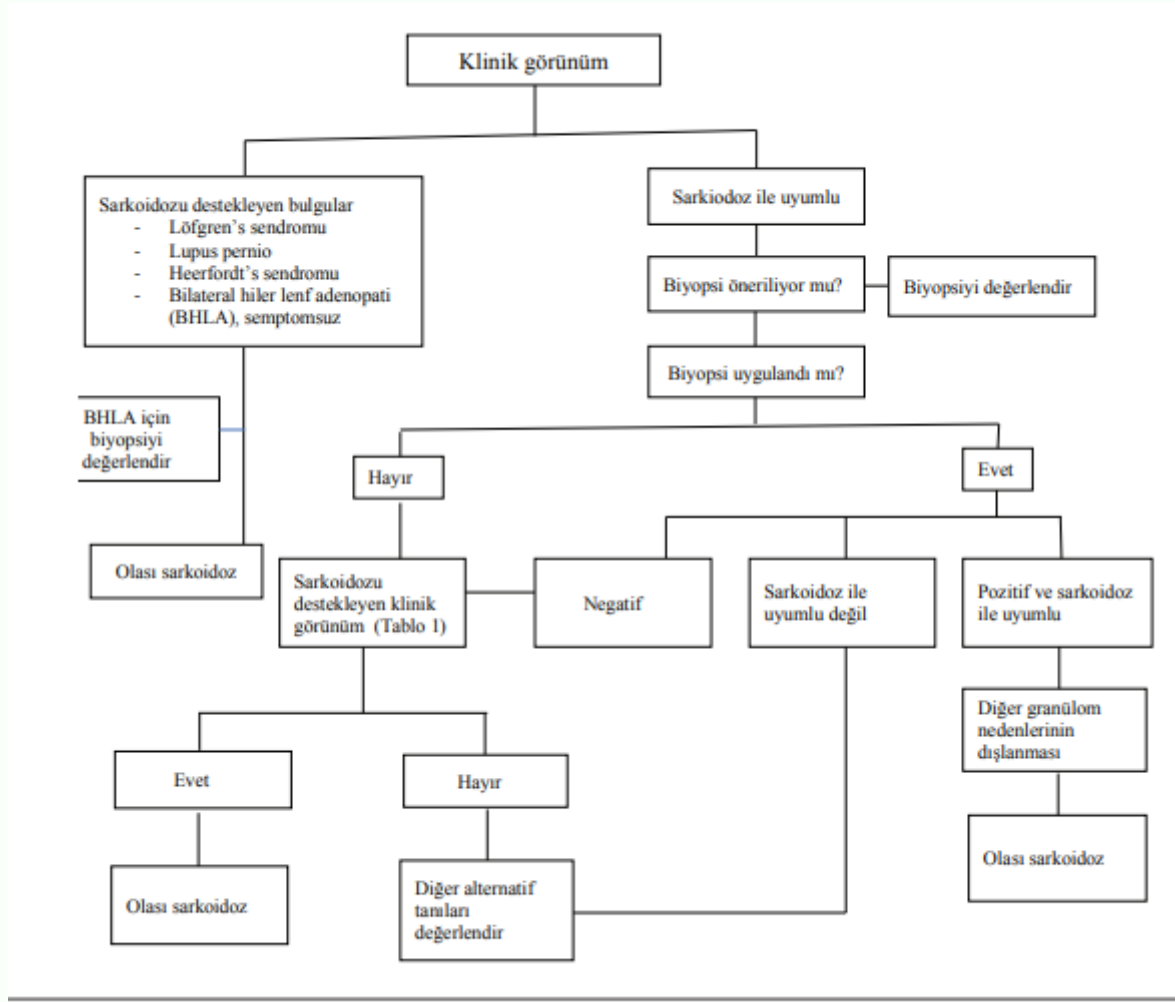 Klinik görünüm
Sarkoidozu destekleyen bulgular
- Löfgren's sendromu
- Lupus pernio
- Heerfordt's sendromu
- Bilateral hiler lenf adenopati
(BHLA), semptomsuz
Sarkiodoz ile uyumlu
Biyopsi öneriliyor mu?
Biyopsiyi değerlendir
Biyopsi uygulandı mı?
BHLA için
biyopsiyi
değerlendir
Hayır
Evet
Olası sarkoidoz
Sarkoidozu
destekleyen klinik
görünüm (Tablo 1)
Negatif
Sarkoidoz ile
uyumlu değil
Pozitif ve sarkoidoz
ile uyumlu
Diğer granülom
nedenlerinin
dışlanması
Evet
Hayır
Olası sarkoidoz
Olası sarkoidoz
Diğer alternatif
tanıları
değerlendir